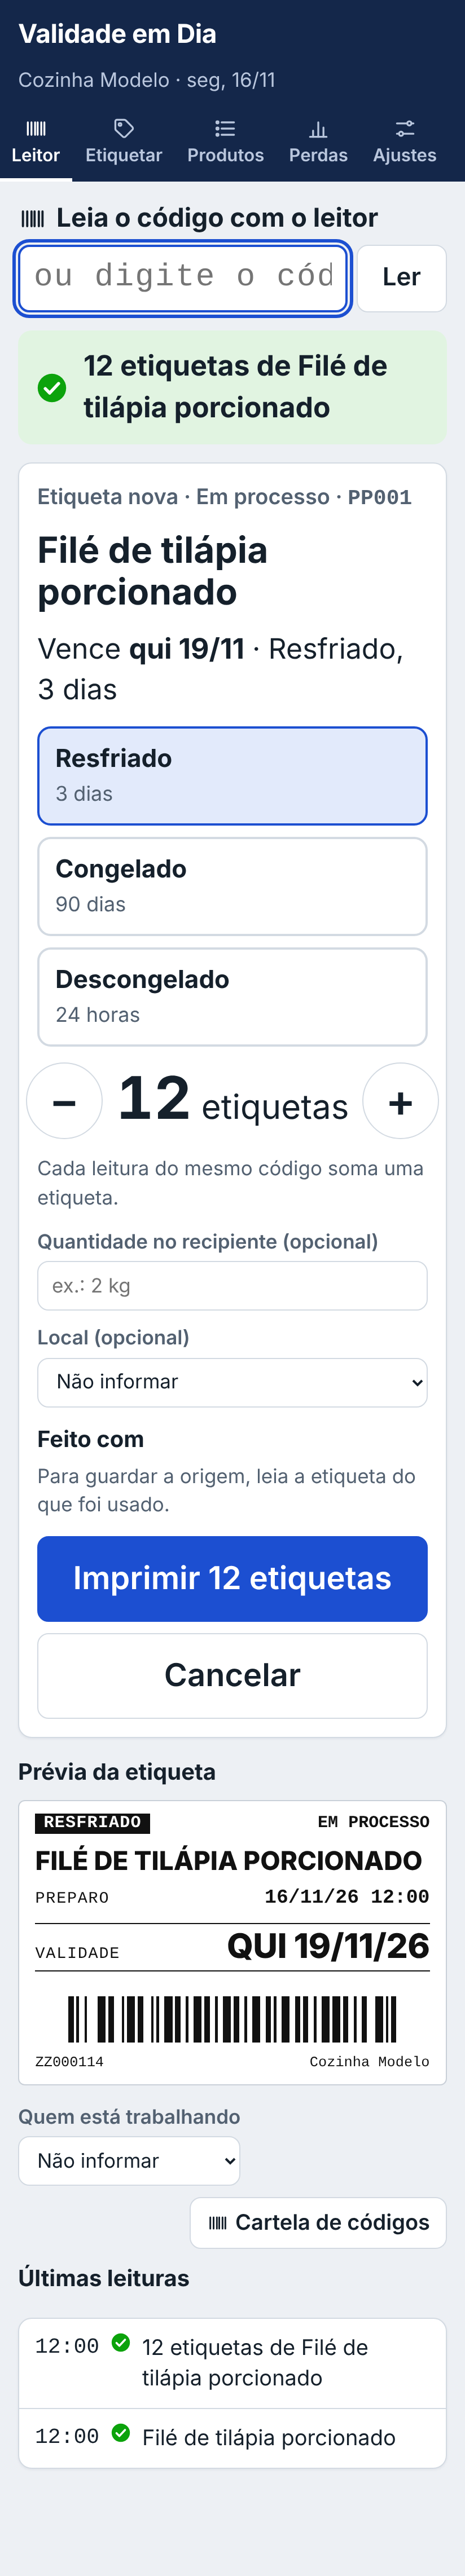 Validade em Dia
Cozinha Modelo · seg, 16/11
Leitor
Etiquetar
Produtos
Perdas
Ajustes
Leia o código com o leitor
ou digite o cód
Ler
12 etiquetas de Filé de
tilápia porcionado
Etiqueta nova · Em processo · PP001
Filé de tilápia
porcionado
Vence qui 19/11 · Resfriado,
3 dias
Resfriado
3 dias
Congelado
90 dias
Descongelado
24 horas
− 12 etiquetas +
Cada leitura do mesmo código soma uma
etiqueta.
Quantidade no recipiente (opcional)
ex.: 2 kg
Local (opcional)
Não informar
Feito com
Para guardar a origem, leia a etiqueta do
que foi usado.
Imprimir 12 etiquetas
Cancelar
Prévia da etiqueta
RESFRIADO EM PROCESSO
FILÉ DE TILÁPIA PORCIONADO
PREPARO 16/11/26 12:00
VALIDADE QUI 19/11/26
ZZ000114 Cozinha Modelo
Quem está trabalhando
Não informar
Cartela de códigos
Últimas leituras
12:00 12 etiquetas de Filé de
tilápia porcionado
12:00 Filé de tilápia porcionado